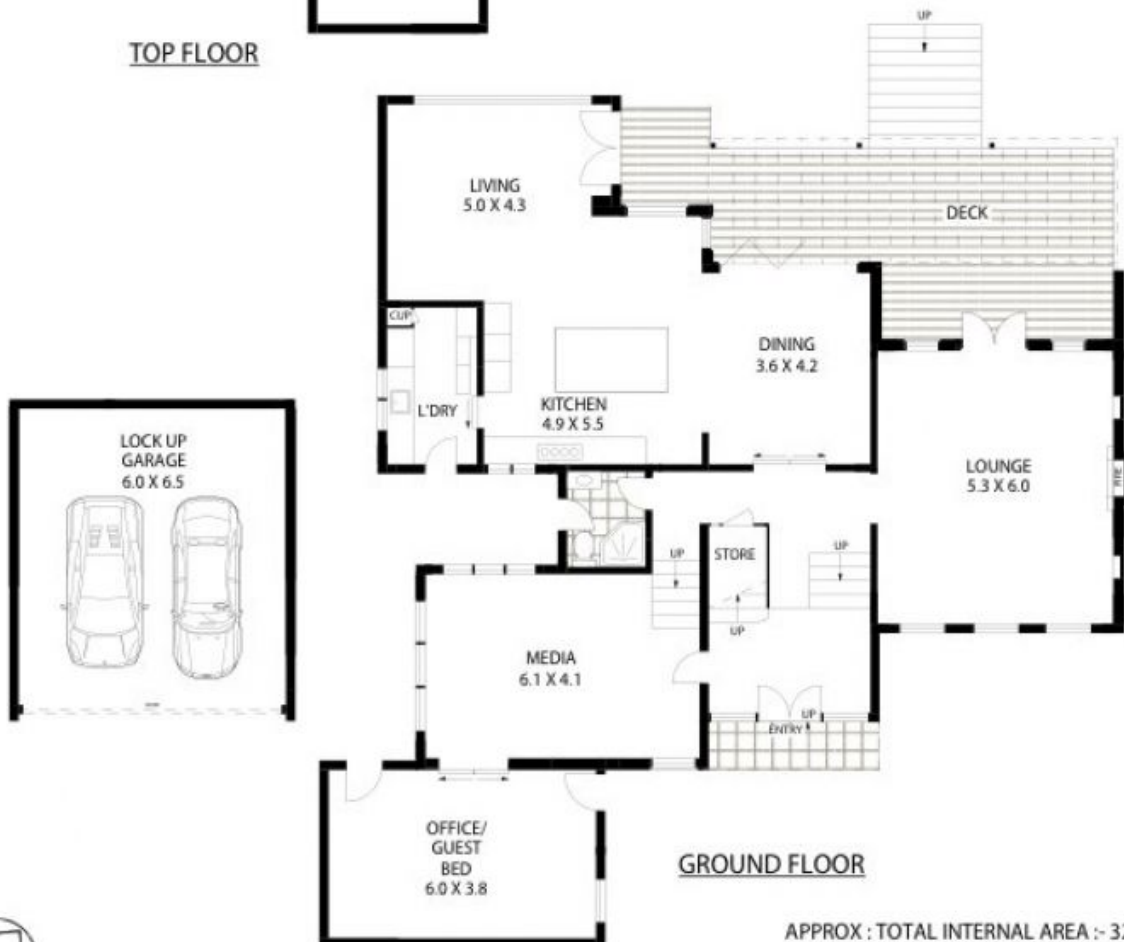 TOP FLOOR
UP
LIVING
5.0 X 4.3
DECK
CUP
DINING
3.6 X 4.2
L'DRY
KITCHEN
4.9 X 5.5
LOCK UP
GARAGE
6.0 X 6.5
LOUNGE
5.3 X 6.0
FIRE
UP
STORE
UP
UP
MEDIA
6.1 X 4.1
UP
ENTRY
OFFICE/
GUEST
BED
6.0 X 3.8
GROUND FLOOR
APPROX : TOTAL INTERNAL AREA :- 32